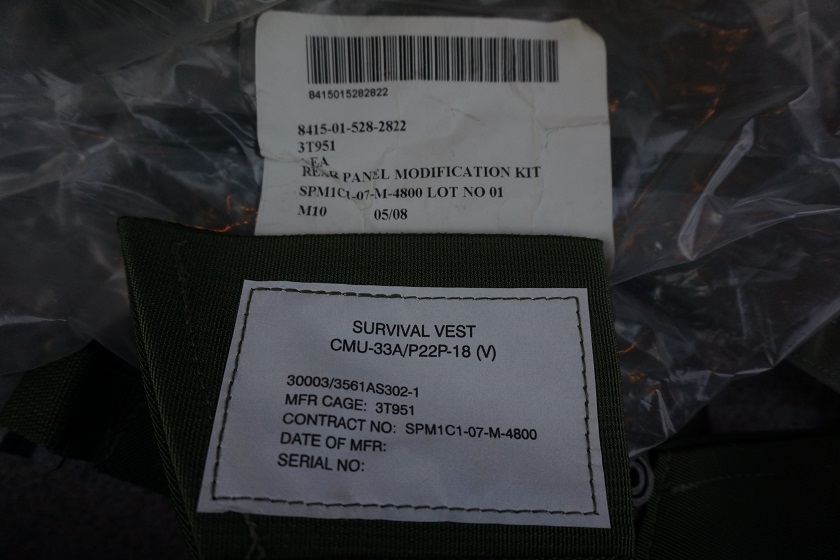 8415015282822
8415-01-528-2822
3T951
EA
REAR PANEL MODIFICATION KIT
SPM1C1-07-M-4800 LOT NO 01
M10 05/08
SURVIVAL VEST
CMU-33A/P22P-18 (V)
30003/3561AS302-1
MFR CAGE: 3T951
CONTRACT NO: SPM1C1-07-M-4800
DATE OF MFR:
SERIAL NO: